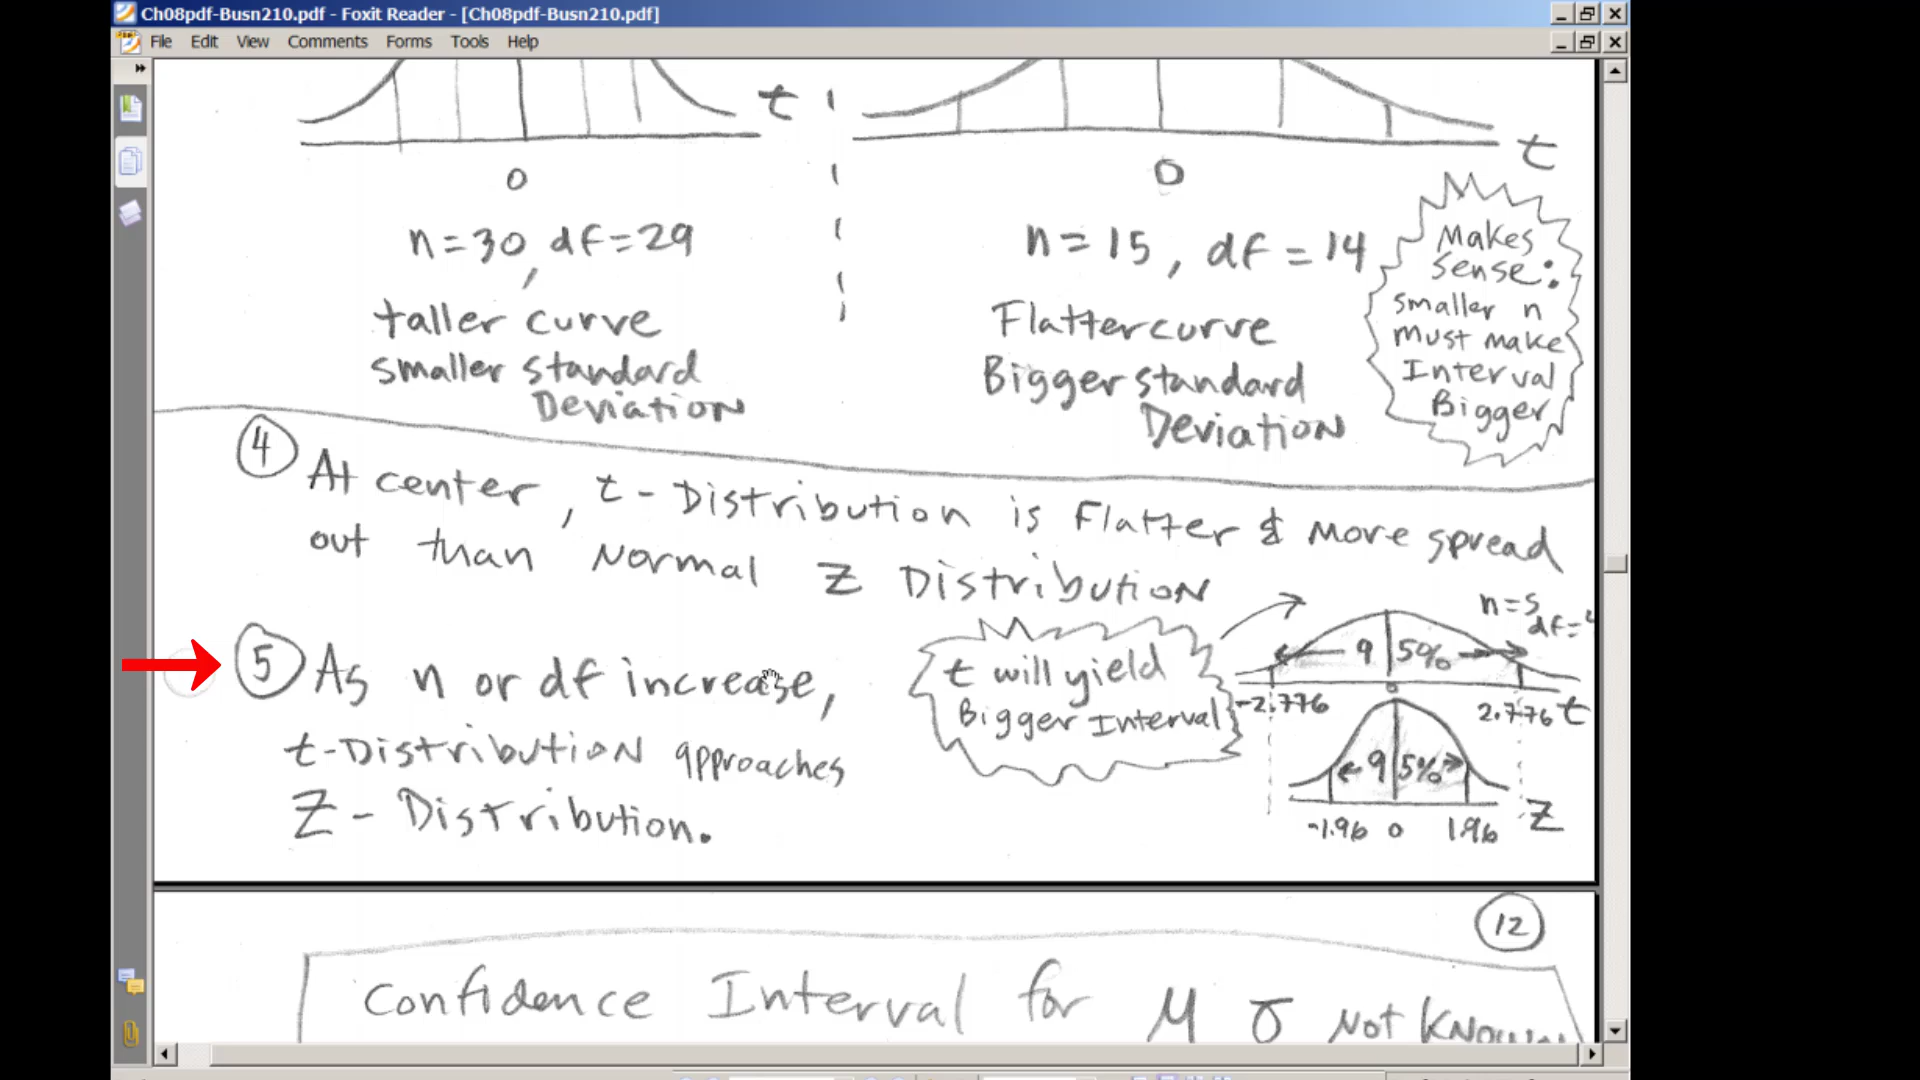 Ch08pdf-Busn210.pdf - Foxit Reader - [Ch08pdf-Busn210.pdf]
File Edit View Comments Forms Tools Help
t
t
0
0
n=30, df=29
n=15, df=14
taller curve
smaller standard
Deviation
Flatter curve
Bigger standard
Deviation
Makes
Sense:
smaller n
must make
Interval
Bigger
4 At center, t-Distribution is Flatter & More spread
out than Normal Z Distribution
5 As n or df increase,
t-Distribution approaches
Z-Distribution.
t will yield
Bigger Interval
n=5
df=4
95%
0
-2.776
2.776 t
95%
-1.96 0 1.96 Z
12
Confidence Interval for μ σ Not Known